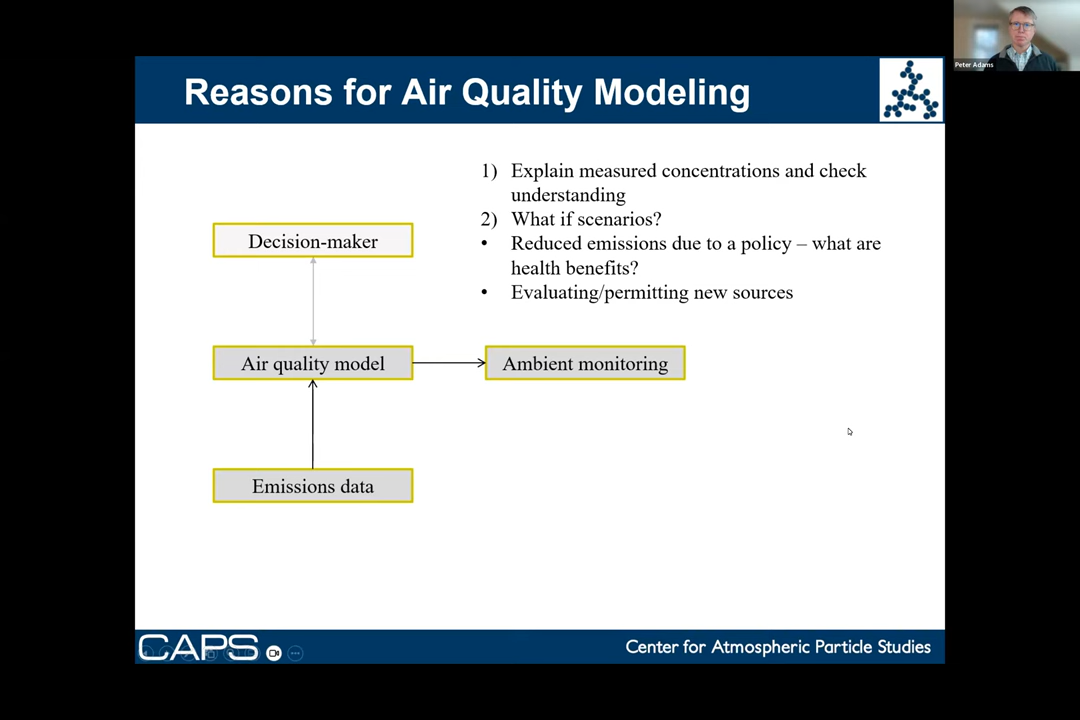 Peter Adams
Reasons for Air Quality Modeling
1) Explain measured concentrations and check
understanding
2) What if scenarios?
• Reduced emissions due to a policy – what are
health benefits?
• Evaluating/permitting new sources
Decision-maker
Air quality model
Ambient monitoring
Emissions data
CAPS
Center for Atmospheric Particle Studies